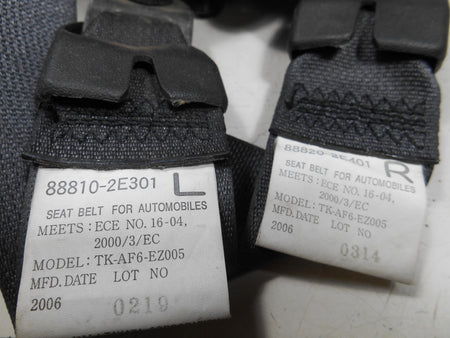 88810-2E301 L
SEAT BELT FOR AUTOMOBILES
MEETS : ECE NO. 16-04,
2000/3/EC
MODEL: TK-AF6-EZ005
MFD. DATE LOT NO
2006 0219
88820-2E401 R
SEAT BELT FOR AUTOMOBILES
MEETS : ECE NO. 16-04,
2000/3/EC
MODEL: TK-AF6-EZ005
MFD. DATE LOT NO
2006 0314